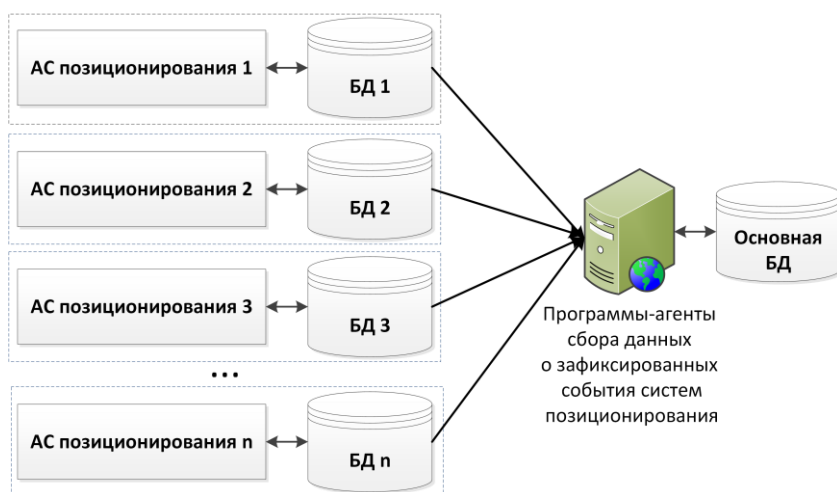 АС позиционирования 1
БД 1
АС позиционирования 2
БД 2
АС позиционирования 3
БД 3
...
АС позиционирования n
БД n
Программы-агенты
сбора данных
о зафиксированных
события систем
позиционирования
Основная
БД